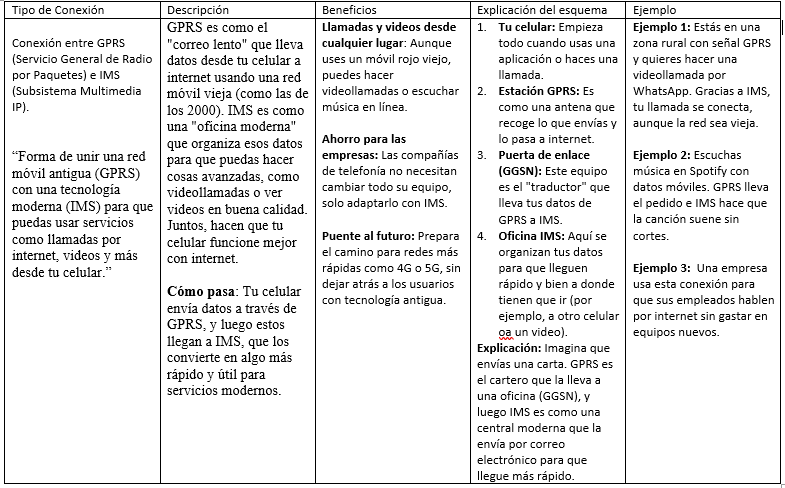 Tipo de Conexión
Descripción
Beneficios
Explicación del esquema
Ejemplo
Conexión entre GPRS
(Servicio General de Radio
por Paquetes) e IMS
(Subsistema Multimedia
IP).
“Forma de unir una red
móvil antigua (GPRS)
con una tecnología
moderna (IMS) para que
puedas usar servicios
como llamadas por
internet, videos y más
desde tu celular.”
GPRS es como el
"correo lento" que lleva
datos desde tu celular a
internet usando una red
móvil vieja (como las de
los 2000). IMS es como
una "oficina moderna"
que organiza esos datos
para que puedas hacer
cosas avanzadas, como
videollamadas o ver
videos en buena calidad.
Juntos, hacen que tu
celular funcione mejor
con internet.
Cómo pasa: Tu celular
envía datos a través de
GPRS, y luego estos
llegan a IMS, que los
convierte en algo más
rápido y útil para
servicios modernos.
Llamadas y videos desde
cualquier lugar: Aunque
uses un móvil rojo viejo,
puedes hacer
videollamadas o escuchar
música en línea.
Ahorro para las
empresas: Las compañías
de telefonía no necesitan
cambiar todo su equipo,
solo adaptarlo con IMS.
Puente al futuro: Prepara
el camino para redes más
rápidas como 4G o 5G, sin
dejar atrás a los usuarios
con tecnología antigua.
1. Tu celular: Empieza
todo cuando usas una
aplicación o haces una
llamada.
2. Estación GPRS: Es
como una antena que
recoge lo que envías y
lo pasa a internet.
3. Puerta de enlace
(GGSN): Este equipo
es el "traductor" que
lleva tus datos de
GPRS a IMS.
4. Oficina IMS: Aquí se
organizan tus datos
para que lleguen
rápido y bien a donde
tienen que ir (por
ejemplo, a otro celular
oa un video).
Explicación: Imagina que
envías una carta. GPRS es
el cartero que la lleva a
una oficina (GGSN), y
luego IMS es como una
central moderna que la
envía por correo
electrónico para que
llegue más rápido.
Ejemplo 1: Estás en una
zona rural con señal GPRS
y quieres hacer una
videollamada por
WhatsApp. Gracias a IMS,
tu llamada se conecta,
aunque la red sea vieja.
Ejemplo 2: Escuchas
música en Spotify con
datos móviles. GPRS lleva
el pedido e IMS hace que
la canción suene sin
cortes.
Ejemplo 3: Una empresa
usa esta conexión para
que sus empleados hablen
por internet sin gastar en
equipos nuevos.